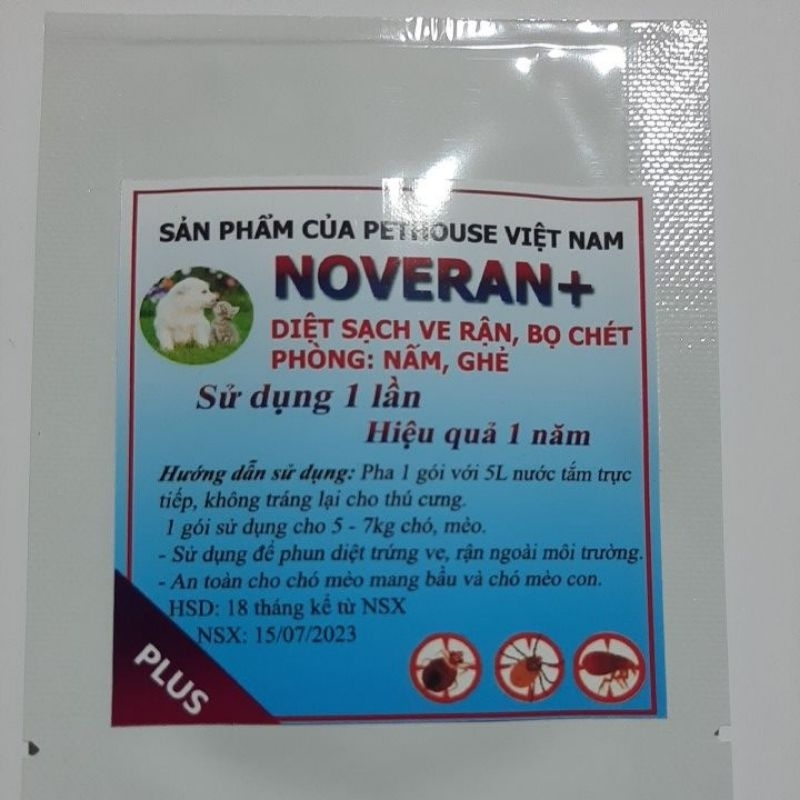 SẢN PHẨM CỦA PETHOUSE VIỆT NAM
NOVERAN+
DIỆT SẠCH VE RẬN, BỌ CHÉT
PHÒNG: NẤM, GHẺ
Sử dụng 1 lần
Hiệu quả 1 năm
Hướng dẫn sử dụng: Pha 1 gói với 5L nước tắm trực
tiếp, không tráng lại cho thú cưng.
1 gói sử dụng cho 5 - 7kg chó, mèo.
- Sử dụng để phun diệt trứng ve, rận ngoài môi trường.
- An toàn cho chó mèo mang bầu và chó mèo con.
HSD: 18 tháng kể từ NSX
NSX: 15/07/2023
PLUS